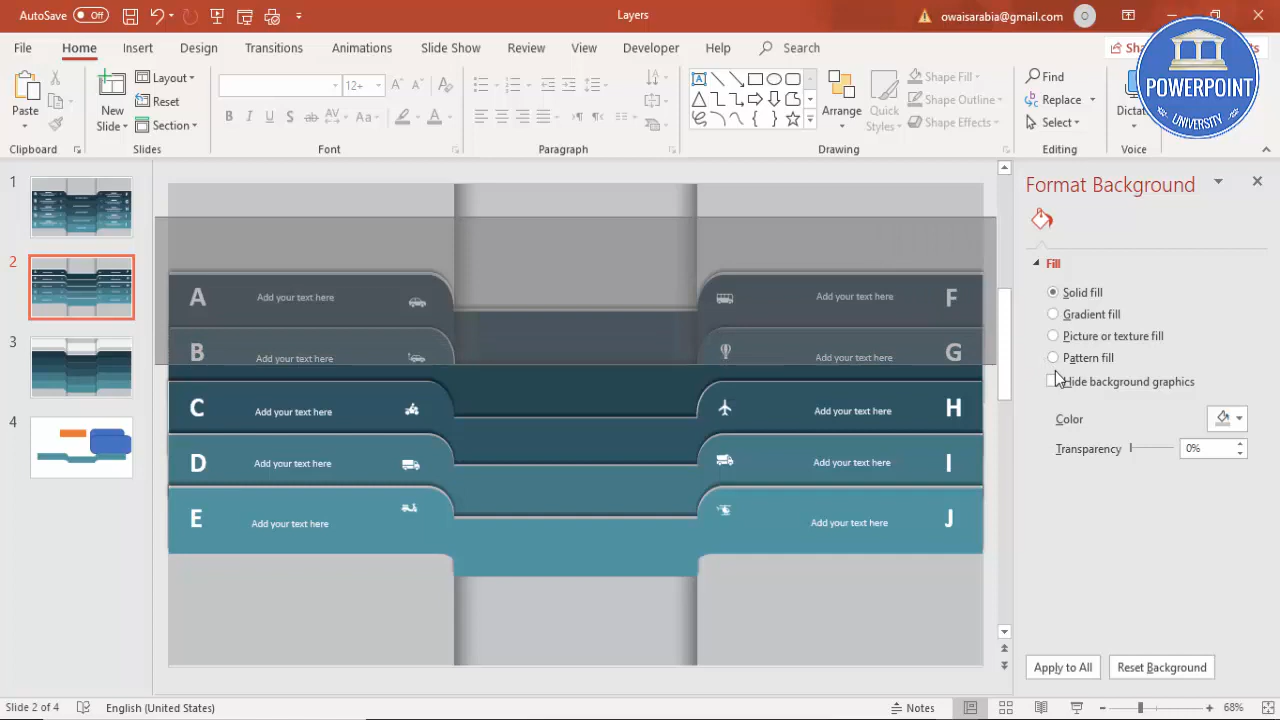 AutoSave Off Layers owaisarabia@gmail.com O
File Home Insert Design Transitions Animations Slide Show Review View Developer Help Search
Paste New Slide Layout Reset Section 12+ Arrange Quick Styles Shape Fill Shape Outline Shape Effects Find Replace Select
Clipboard Slides Font Paragraph Drawing Editing Voice
POWERPOINT
UNIVERSITY
Format Background
Fill
Solid fill
Gradient fill
Picture or texture fill
Pattern fill
Hide background graphics
Color
Transparency 0%
Apply to All Reset Background
1
2
3
4
A Add your text here Add your text here F
B Add your text here Add your text here G
C Add your text here Add your text here H
D Add your text here Add your text here I
E Add your text here Add your text here J
Slide 2 of 4 English (United States) Notes 68%